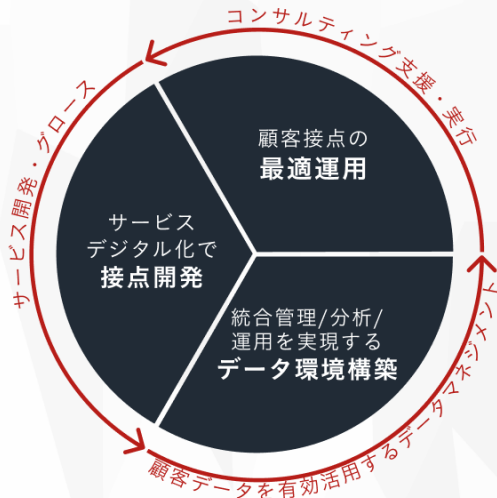 コンサルティング支援・実行
顧客接点の
最適運用
サービス開発・グロース
サービス
デジタル化で
接点開発
統合管理/分析/
運用を実現する
データ環境構築
顧客データを有効活用するデータマネジメント